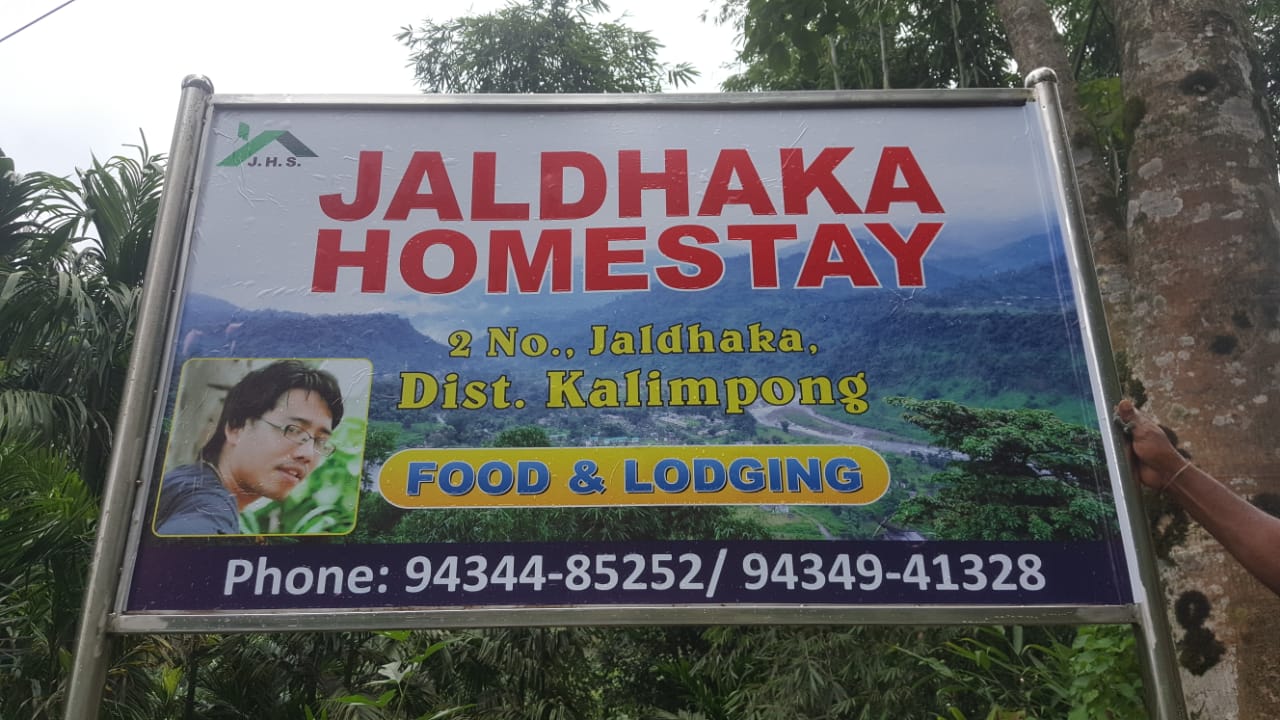 J. H. S.
JALDHAKA
HOMESTAY
2 No., Jaldhaka,
Dist. Kalimpong
FOOD & LODGING
Phone: 94344-85252/ 94349-41328